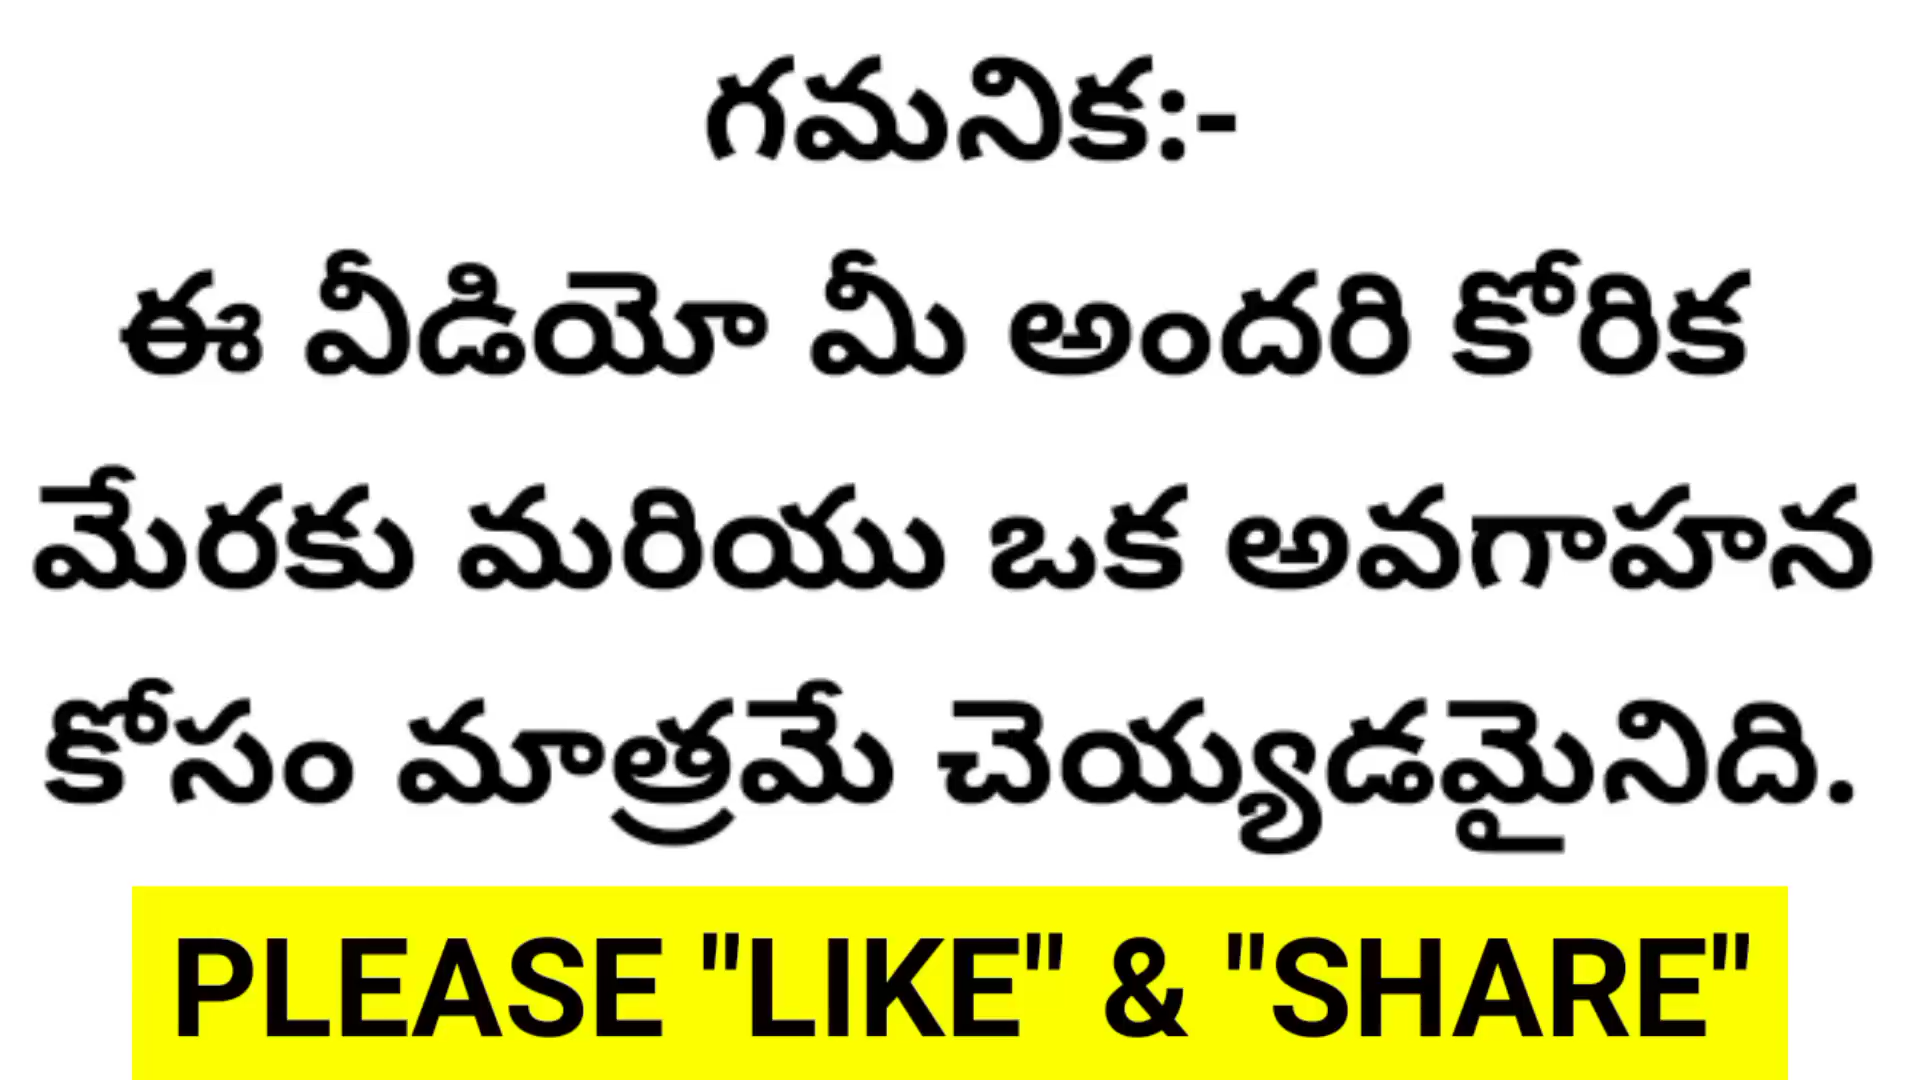 గమనిక:-
ఈ వీడియో మీ అందరి కోరిక
మేరకు మరియు ఒక అవగాహన
కోసం మాత్రమే చెయ్యడమైనిది.
PLEASE "LIKE" & "SHARE"